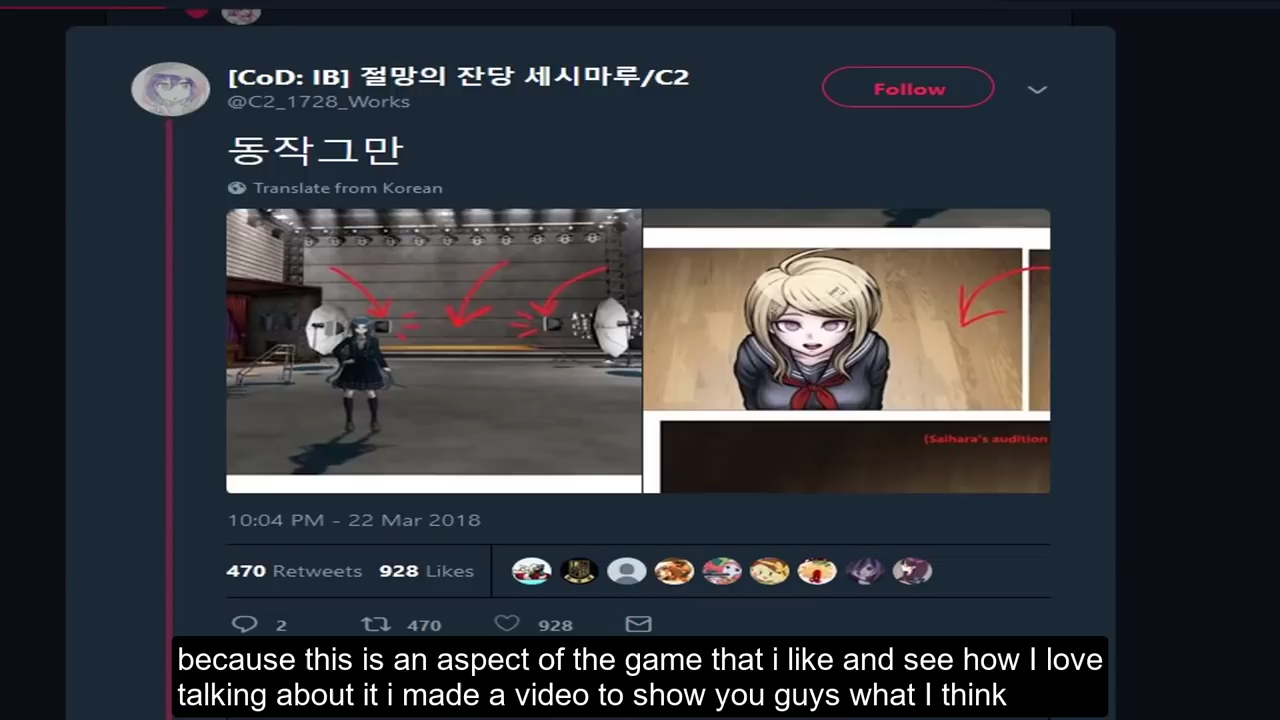 [CoD: IB] 절망의 잔당 세시마루/C2
@C2_1728_Works
Follow
동작그만
Translate from Korean
(Saihara's audition
10:04 PM - 22 Mar 2018
470 Retweets 928 Likes
2 470 928
because this is an aspect of the game that i like and see how I love
talking about it i made a video to show you guys what I think